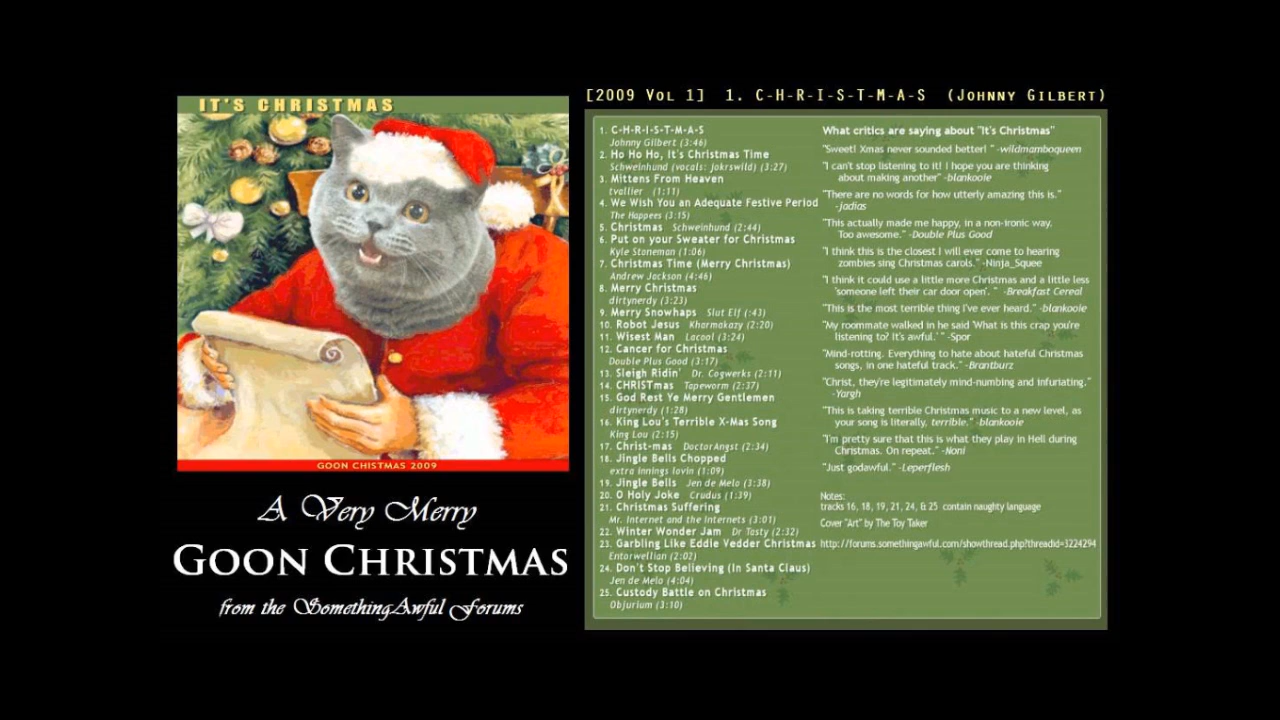 IT'S CHRISTMAS
GOON CHISTMAS 2009
A Very Merry
GOON CHRISTMAS
from the SomethingAwful Forums
[2009 Vol 1] 1. C-H-R-I-S-T-M-A-S (Johnny Gilbert)
1. C-H-R-I-S-T-M-A-S
Johnny Gilbert (3:46)
2. Ho Ho Ho, It's Christmas Time
Schweinhund (vocals: jokrswild) (3:27)
3. Mittens From Heaven
tvallier (1:11)
4. We Wish You an Adequate Festive Period
The Happees (3:15)
5. Christmas Schweinhund (2:44)
6. Put on your Sweater for Christmas
Kyle Stoneman (1:06)
7. Christmas Time (Merry Christmas)
Andrew Jackson (4:46)
8. Merry Christmas
dirtynerdy (3:23)
9. Merry Snowhaps Slut Elf (:43)
10. Robot Jesus Kharmakazy (2:20)
11. Wisest Man Lacool (3:24)
12. Cancer for Christmas
Double Plus Good (3:17)
13. Sleigh Ridin' Dr. Cogwerks (2:11)
14. CHRISTmas Tapeworm (2:37)
15. God Rest Ye Merry Gentlemen
dirtynerdy (1:28)
16. King Lou's Terrible X-Mas Song
King Lou (2:15)
17. Christ-mas DoctorAngst (2:34)
18. Jingle Bells Chopped
extra innings lovin (1:09)
19. Jingle Bells Jen de Melo (3:38)
20. O Holy Joke Crudus (1:39)
21. Christmas Suffering
Mr. Internet and the Internets (3:01)
22. Winter Wonder Jam Dr Tasty (2:32)
23. Garbling Like Eddie Vedder Christmas
Entorwellian (2:02)
24. Don't Stop Believing (In Santa Claus)
Jen de Melo (4:04)
25. Custody Battle on Christmas
Objurium (3:10)
What critics are saying about "It's Christmas"
"Sweet! Xmas never sounded better! " -wildmamboqueen
"I can't stop listening to it! I hope you are thinking
about making another" -blankooie
"There are no words for how utterly amazing this is."
-jadias
"This actually made me happy, in a non-ironic way.
Too awesome." -Double Plus Good
"I think this is the closest I will ever come to hearing
zombies sing Christmas carols." -Ninja_Squee
"I think it could use a little more Christmas and a little less
'someone left their car door open'. " -Breakfast Cereal
"This is the most terrible thing I've ever heard." -blankooie
"My roommate walked in he said 'What is this crap you're
listening to? It's awful.' " -Spor
"Mind-rotting. Everything to hate about hateful Christmas
songs, in one hateful track." -Brantburz
"Christ, they're legitimately mind-numbing and infuriating."
-Yargh
"This is taking terrible Christmas music to a new level, as
your song is literally, terrible." -blankooie
"I'm pretty sure that this is what they play in Hell during
Christmas. On repeat." -Noni
"Just godawful." -Leperflesh
Notes:
tracks 16, 18, 19, 21, 24, & 25 contain naughty language
Cover "Art" by The Toy Taker
http://forums.somethingawful.com/showthread.php?threadid=3224294